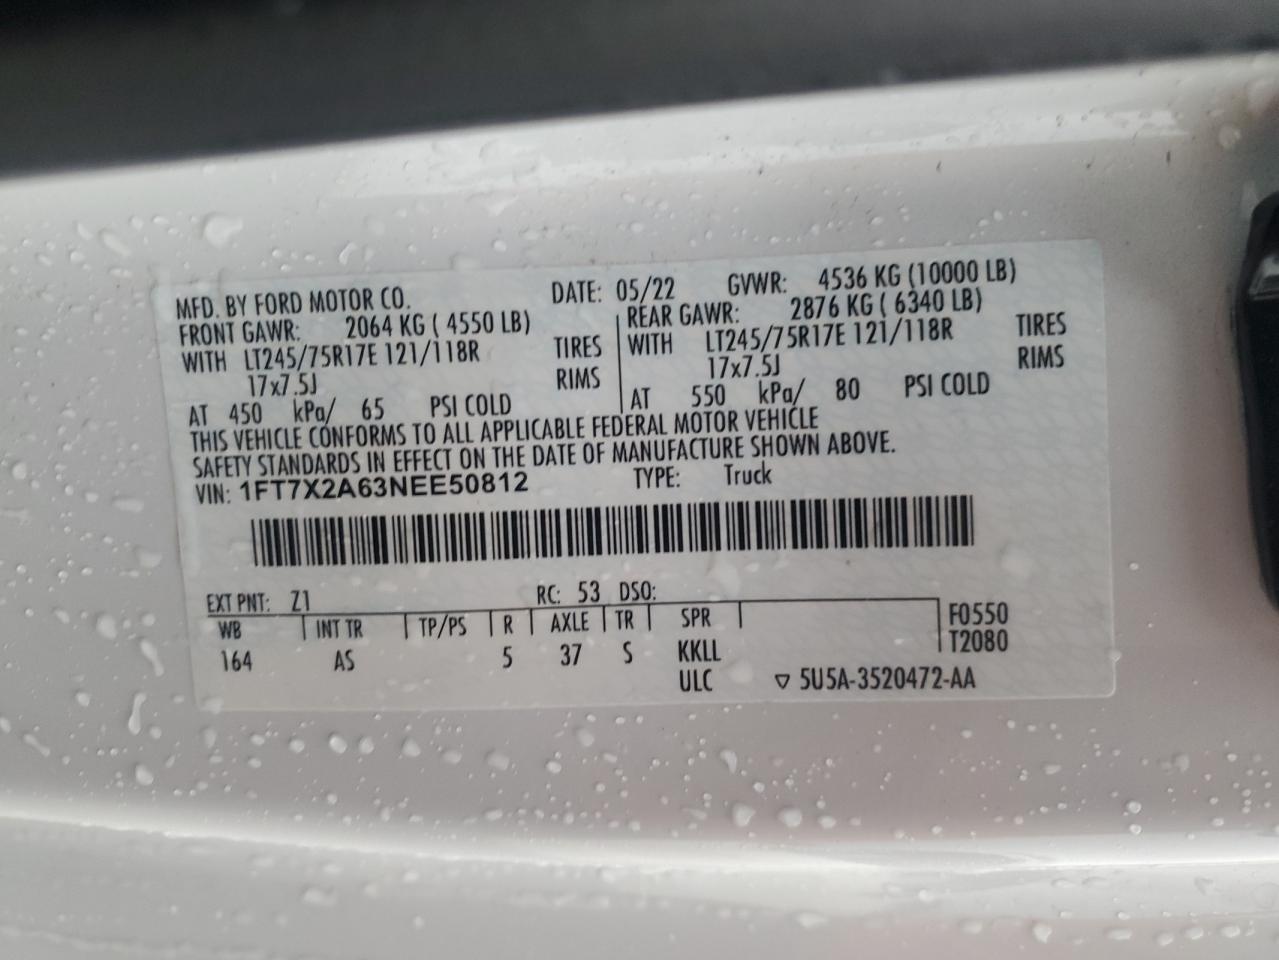 MFD. BY FORD MOTOR CO. DATE: 05/22 GVWR: 4536 KG (10000 LB)
FRONT GAWR: 2064 KG ( 4550 LB) REAR GAWR: 2876 KG ( 6340 LB)
WITH LT245/75R17E 121/118R TIRES WITH LT245/75R17E 121/118R TIRES
17x7.5J RIMS 17x7.5J RIMS
AT 450 kPa/ 65 PSI COLD AT 550 kPa/ 80 PSI COLD
THIS VEHICLE CONFORMS TO ALL APPLICABLE FEDERAL MOTOR VEHICLE
SAFETY STANDARDS IN EFFECT ON THE DATE OF MANUFACTURE SHOWN ABOVE.
VIN: 1FT7X2A63NEE50812 TYPE: Truck
EXT PNT: Z1 RC: 53 DSO:
WB INT TR TP/PS R AXLE TR SPR F0550
164 AS 5 37 S KKLL T2080
ULC ▽ 5U5A-3520472-AA